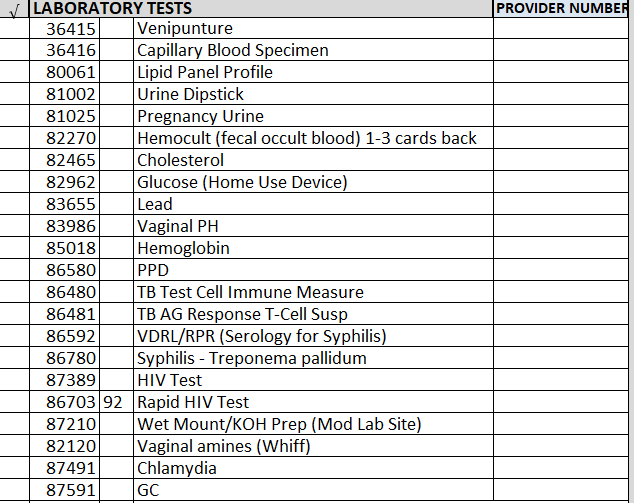 √ LABORATORY TESTS PROVIDER NUMBER
36415 Venipunture
36416 Capillary Blood Specimen
80061 Lipid Panel Profile
81002 Urine Dipstick
81025 Pregnancy Urine
82270 Hemocult (fecal occult blood) 1-3 cards back
82465 Cholesterol
82962 Glucose (Home Use Device)
83655 Lead
83986 Vaginal PH
85018 Hemoglobin
86580 PPD
86480 TB Test Cell Immune Measure
86481 TB AG Response T-Cell Susp
86592 VDRL/RPR (Serology for Syphilis)
86780 Syphilis - Treponema pallidum
87389 HIV Test
86703 92 Rapid HIV Test
87210 Wet Mount/KOH Prep (Mod Lab Site)
82120 Vaginal amines (Whiff)
87491 Chlamydia
87591 GC